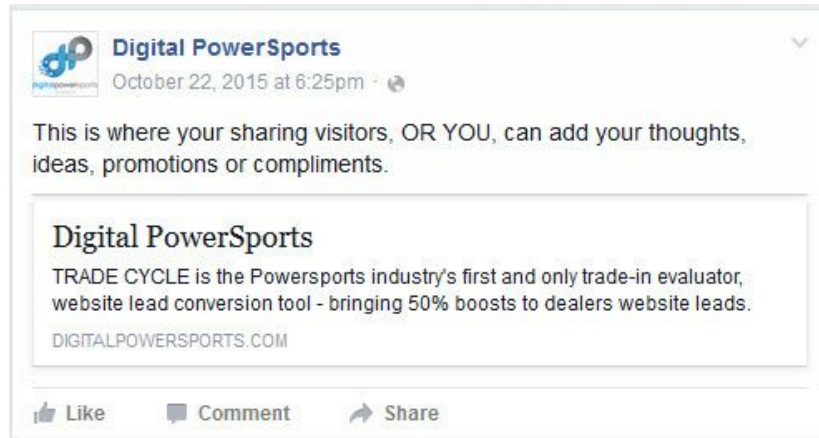 Digital PowerSports
October 22, 2015 at 6:25pm ·
This is where your sharing visitors, OR YOU, can add your thoughts,
ideas, promotions or compliments.
Digital PowerSports
TRADE CYCLE is the Powersports industry's first and only trade-in evaluator,
website lead conversion tool - bringing 50% boosts to dealers website leads.
DIGITALPOWERSPORTS.COM
Like Comment Share